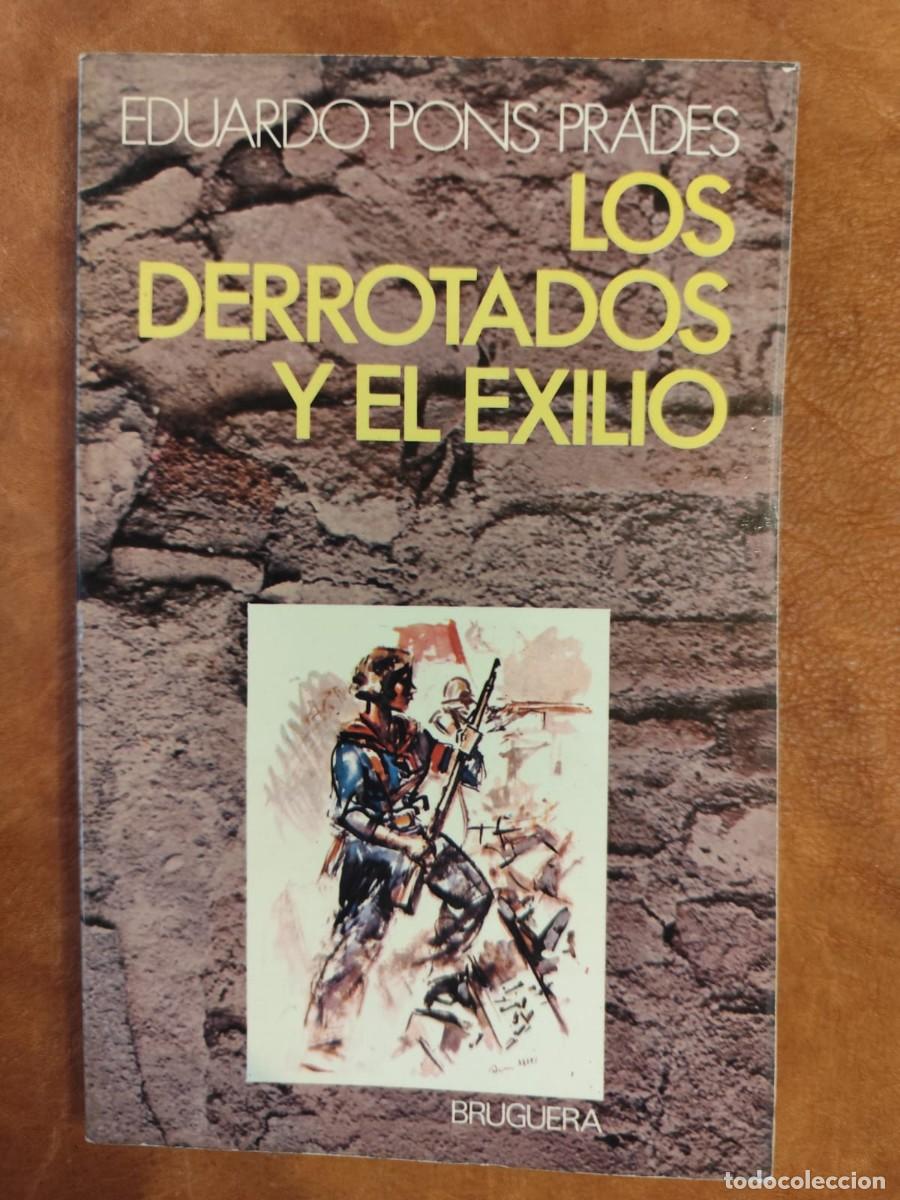 EDUARDO PONS PRADES
LOS
DERROTADOS
Y EL EXILIO
BRUGUERA
todocoleccion